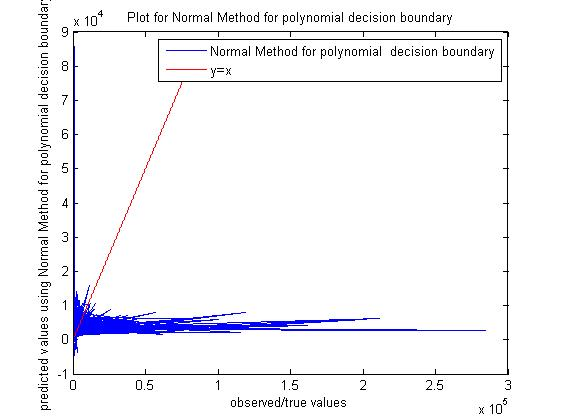 Plot for Normal Method for polynomial decision boundary
x 10^4
predicted values using Normal Method for polynomial decision boundary
9
8
7
6
5
4
3
2
1
0
-1
Normal Method for polynomial decision boundary
y=x
0
0.5
1
1.5
2
2.5
3
observed/true values
x 10^5